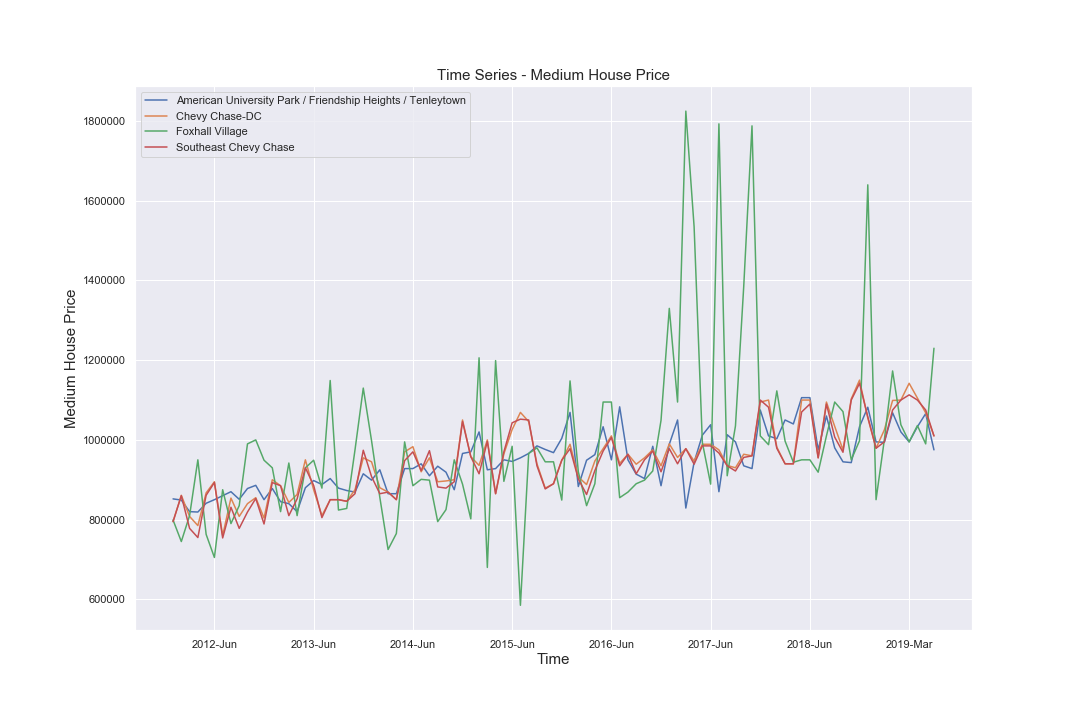 Time Series - Medium House Price
American University Park / Friendship Heights / Tenleytown
Chevy Chase-DC
Foxhall Village
Southeast Chevy Chase
Medium House Price
1800000
1600000
1400000
1200000
1000000
800000
600000
2012-Jun
2013-Jun
2014-Jun
2015-Jun
2016-Jun
2017-Jun
2018-Jun
2019-Mar
Time